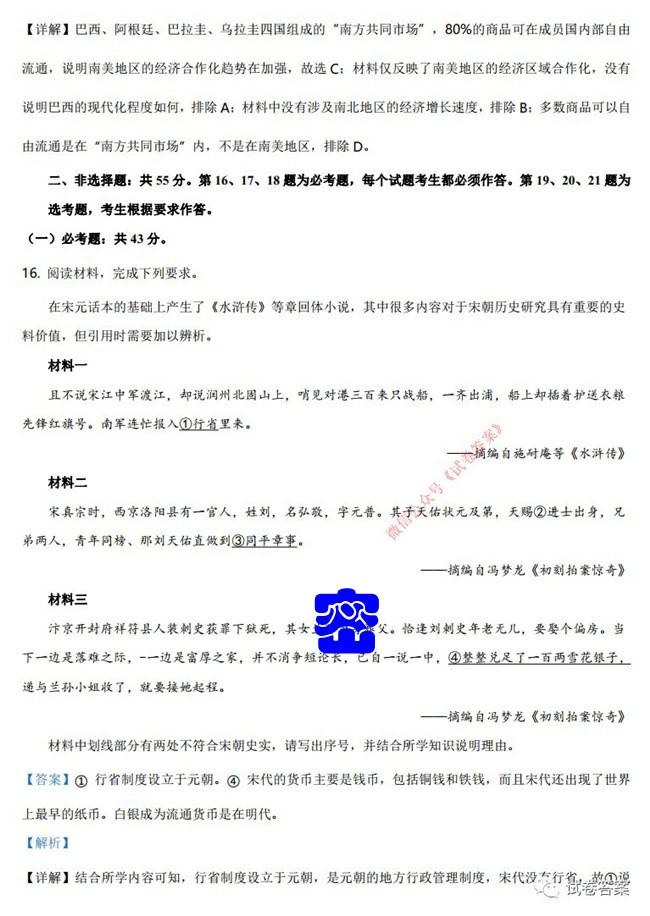 【详解】巴西、阿根廷、巴拉圭、乌拉圭四国组成的“南方共同市场”，80%的商品可在成员国内部自由
流通，说明南美地区的经济合作化趋势在加强，故选 C；材料仅反映了南美地区的经济区域合作化，没有
说明巴西的现代化程度如何，排除 A；材料中没有涉及南北地区的经济增长速度，排除 B；多数商品可以自
由流通是在“南方共同市场”内，不是在南美地区，排除 D。
二、非选择题：共 55 分。第 16、17、18 题为必考题，每个试题考生都必须作答。第 19、20、21 题为
选考题，考生根据要求作答。
（一）必考题：共 43 分。
16. 阅读材料，完成下列要求。
在宋元话本的基础上产生了《水浒传》等章回体小说，其中很多内容对于宋朝历史研究具有重要的史
料价值，但引用时需要加以辨析。
材料一
且不说宋江中军渡江，却说润州北固山上，哨见对港三百来只战船，一齐出浦，船上却插着护送衣粮
先锋红旗号。南军连忙报入①行省里来。
——摘编自施耐庵等《水浒传》
材料二
宋真宗时，西京洛阳县有一官人，姓刘，名弘敬，字元普。其子天佑状元及第，天赐②进士出身，兄
弟两人，青年同榜、那刘天佑直做到③同平章事。
——摘编自冯梦龙《初刻拍案惊奇》
材料三
汴京开封府祥符县人裴刺史获罪下狱死，其女 父。恰逢刘刺史年老无儿，要娶个偏房。当
下一边是落难之际，-一边是富厚之家，并不消争短论长，已自一说一中，④整整兑足了一百两雪花银子，
递与兰孙小姐收了，就要接她起程。
——摘编自冯梦龙《初刻拍案惊奇》
材料中划线部分有两处不符合宋朝史实，请写出序号，并结合所学知识说明理由。
【答案】① 行省制度设立于元朝。④ 宋代的货币主要是钱币，包括铜钱和铁钱，而且宋代还出现了世界
上最早的纸币。白银成为流通货币是在明代。
【解析】
【详解】结合所学内容可知，行省制度设立于元朝，是元朝的地方行政管理制度，宋代没有行省，故①说
微信公众号《试卷答案》
试卷答案